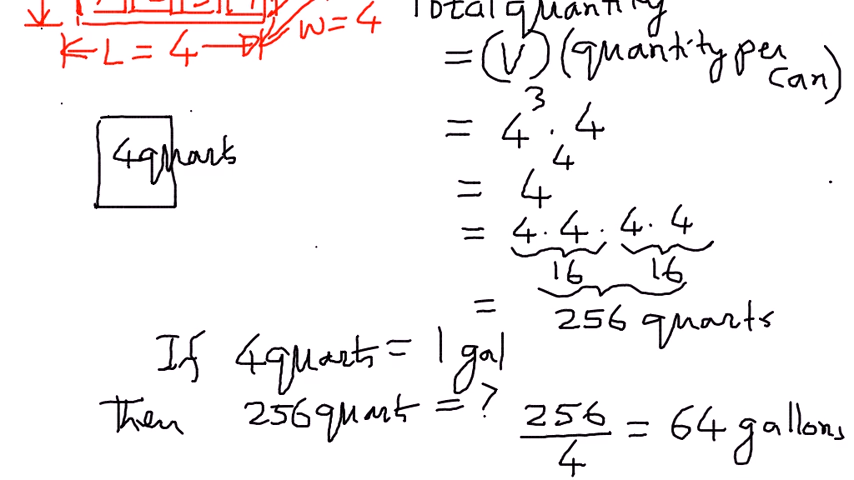 W = 4
L = 4
Total quantity
= (V) (quantity per can)
= 4³ · 4
= 4⁴
= 4 · 4 · 4 · 4
16 16
= 256 quarts
4 quarts
If 4 quarts = 1 gal
Then 256 quart = ?
256/4 = 64 gallons